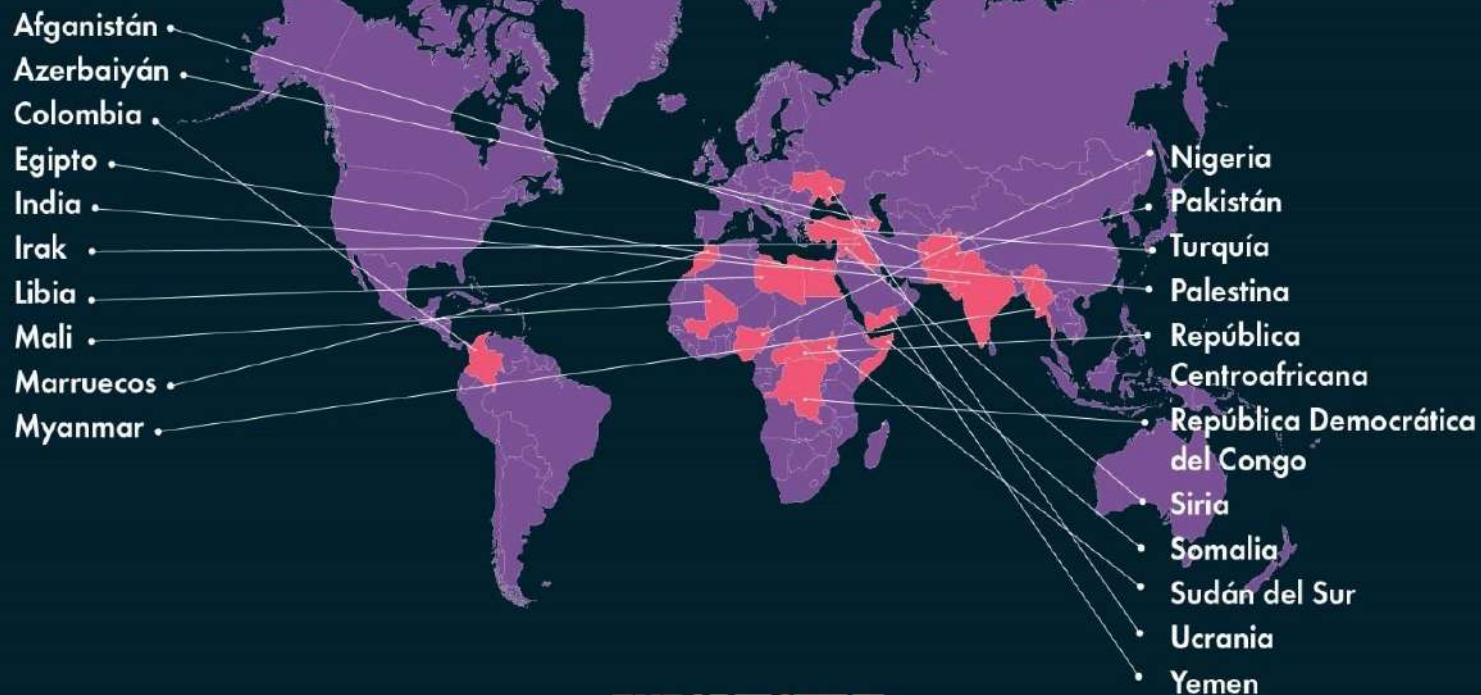 Afganistán
Azerbaiyán
Colombia
Egipto
India
Irak
Libia
Mali
Marruecos
Myanmar
Nigeria
Pakistán
Turquía
Palestina
República
Centroafricana
República Democrática
del Congo
Siria
Somalia
Sudán del Sur
Ucrania
Yemen